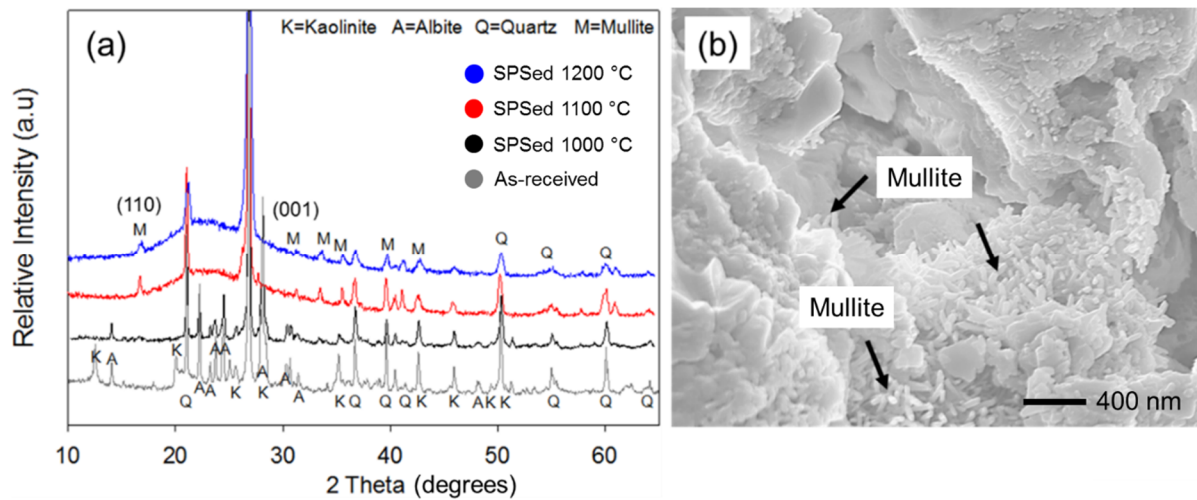 (a)
K=Kaolinite A=Albite Q=Quartz M=Mullite
SPSed 1200 °C
SPSed 1100 °C
SPSed 1000 °C
As-received
Relative Intensity (a.u)
(110)
(001)
M
M
M
M
M
M
Q
Q
Q
K
A
K
A
A
A
A
K
A
K
A
A
K
Q
Q
Q
K
K
A
K
K
Q
Q
Q
10
20
30
40
50
60
2 Theta (degrees)
(b)
Mullite
Mullite
400 nm